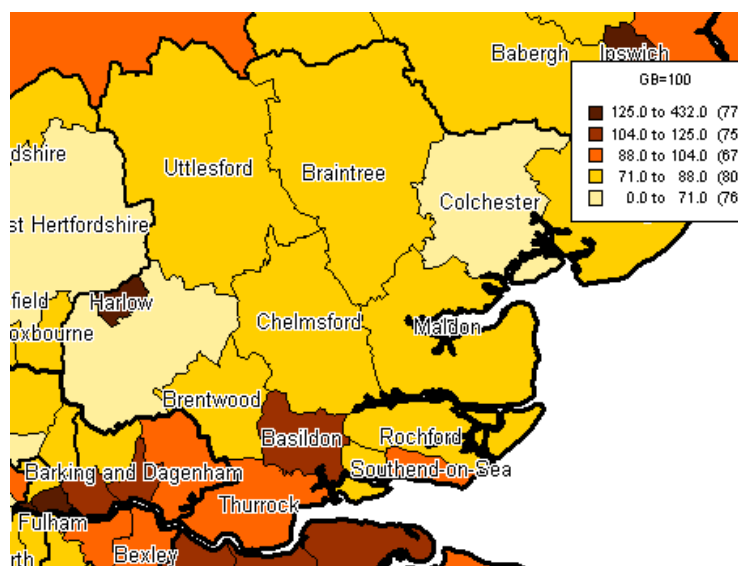 Babergh
Ipswich
GB=100
125.0 to 432.0 (77
104.0 to 125.0 (75
88.0 to 104.0 (67
71.0 to 88.0 (80
0.0 to 71.0 (76
dshire
Uttlesford
Braintree
Colchester
st Hertfordshire
field
Harlow
oxbourne
Chelmsford
Maldon
Brentwood
Basildon
Rochford
Barking and Dagenham
Southend-on-Sea
Thurrock
Fulham
Bexley
rth